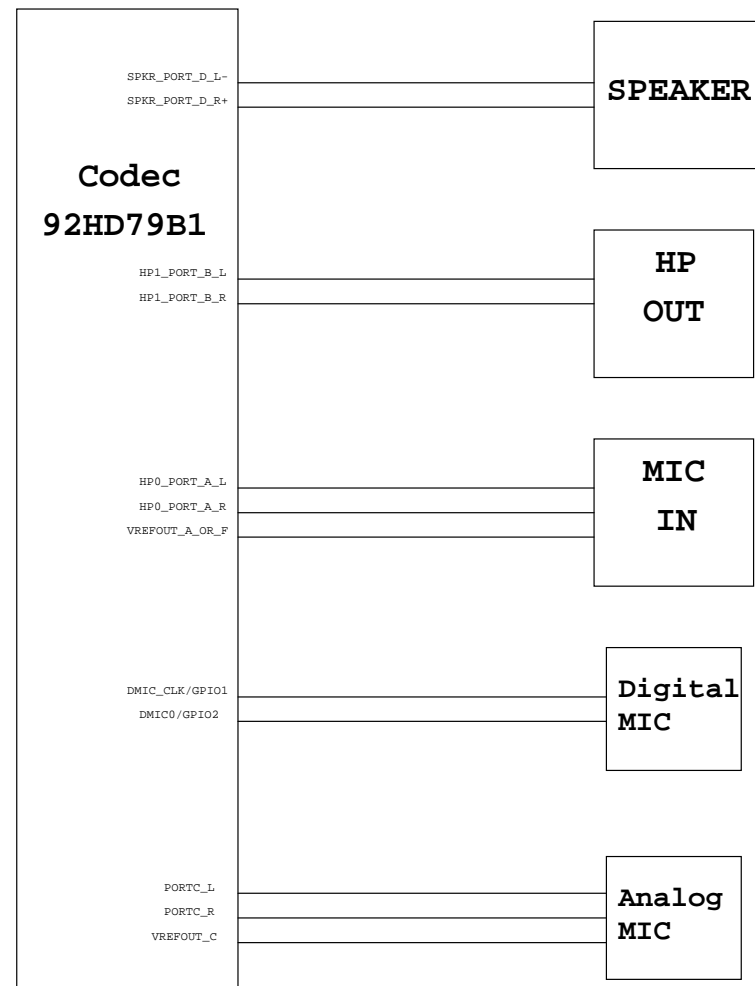 SPKR_PORT_D_L-
SPKR_PORT_D_R+
SPEAKER
Codec
92HD79B1
HP1_PORT_B_L
HP1_PORT_B_R
HP
OUT
HP0_PORT_A_L
HP0_PORT_A_R
VREFOUT_A_OR_F
MIC
IN
DMIC_CLK/GPIO1
DMIC0/GPIO2
Digital
MIC
PORTC_L
PORTC_R
VREFOUT_C
Analog
MIC